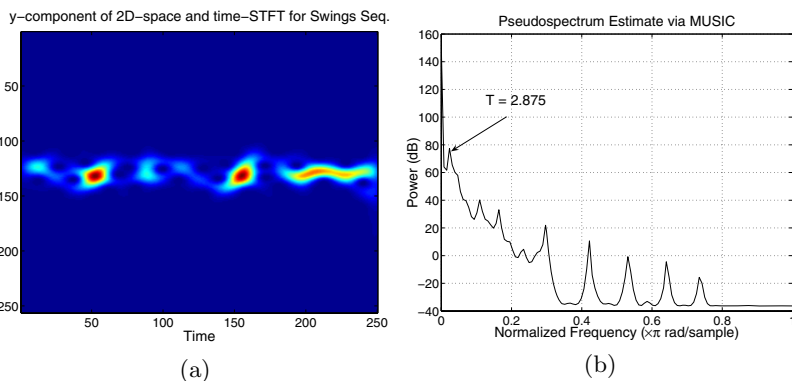 y−component of 2D−space and time−STFT for Swings Seq.
50
100
150
200
250
50 100 150 200 250
Time
(a)
Pseudospectrum Estimate via MUSIC
160
140
120
100
80
60
40
20
0
−20
−40
Power (dB)
T = 2.875
0 0.2 0.4 0.6 0.8 1
Normalized Frequency (×π rad/sample)
(b)